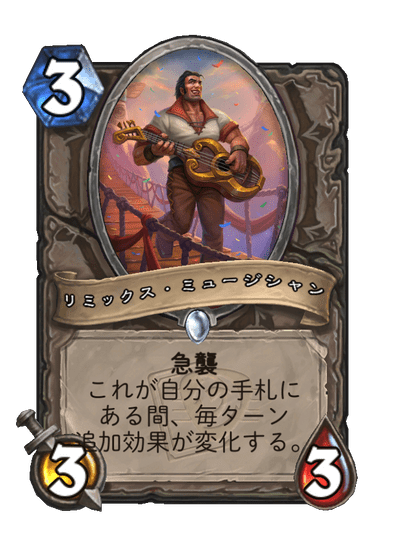 3
リミックス・ミュージシャン
急襲
これが自分の手札に
ある間、毎ターン
追加効果が変化する。
3
3